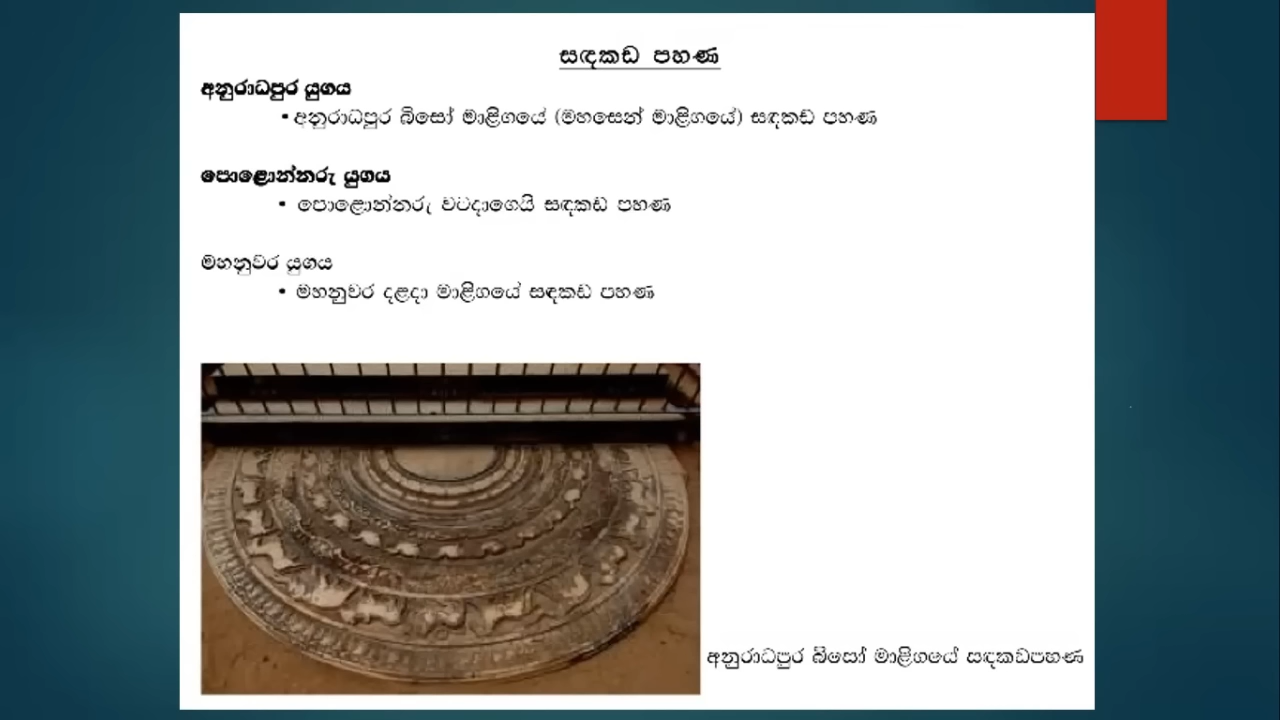 සඳකඩ පහණ
අනුරාධපුර යුගය
• අනුරාධපුර බිසෝ මාළිගයේ (මහසෙන් මාළිගයේ) සඳකඩ පහණ
පොළොන්නරු යුගය
• පොළොන්නරු වටදාගෙයි සඳකඩ පහණ
මහනුවර යුගය
• මහනුවර දළදා මාළිගයේ සඳකඩ පහණ
අනුරාධපුර බිසෝ මාළිගයේ සඳකඩපහණ